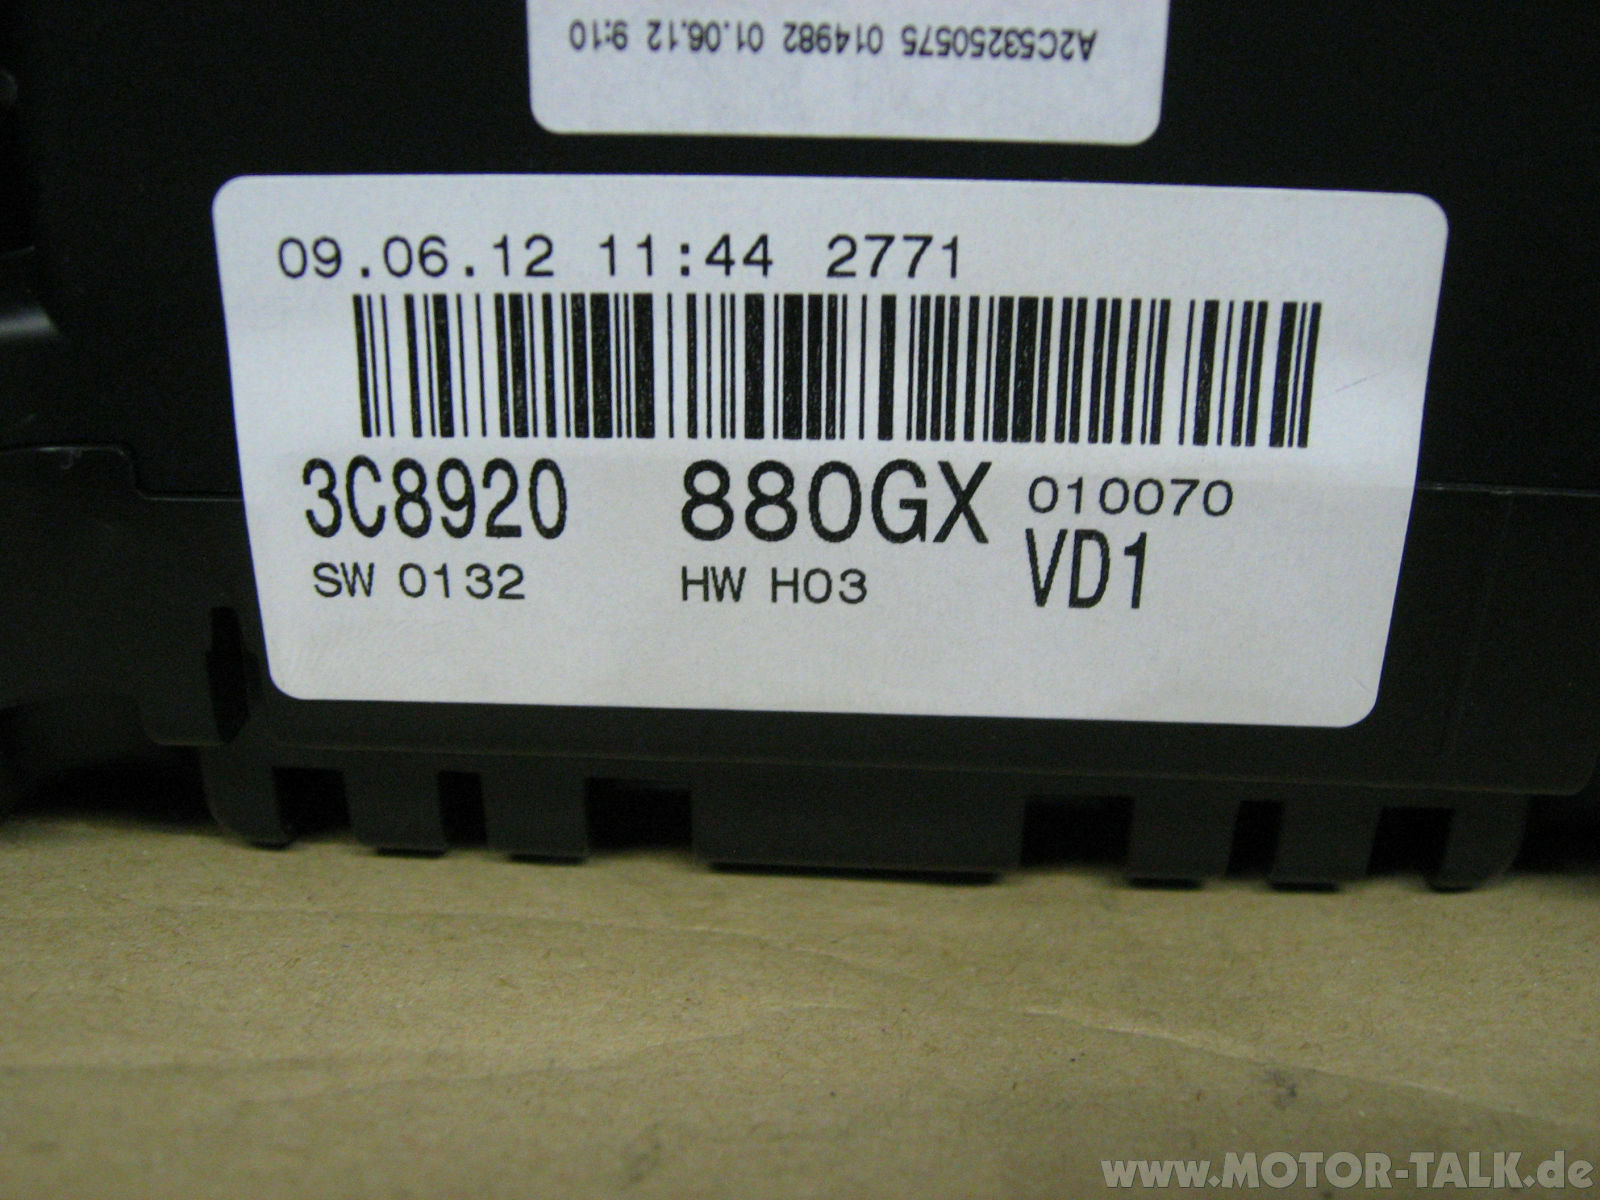 A2C53250575 014982 01.06.12 9:10
09.06.12 11:44 2771
3C8920 880GX 010070
SW 0132 HW H03 VD1
www.MOTOR-TALK.de